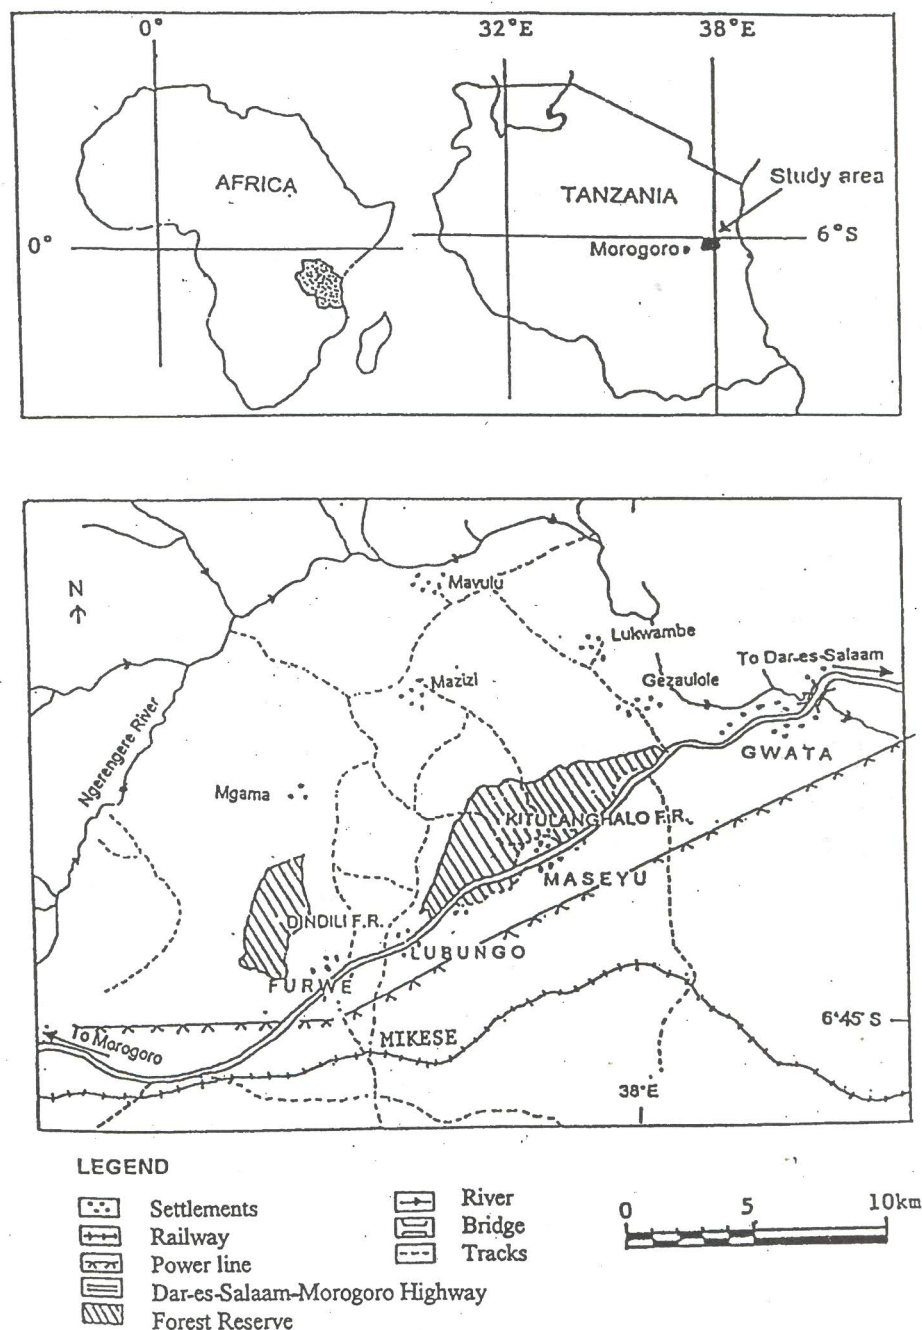 0° 32°E 38°E
AFRICA
TANZANIA
Study area
0°
6°S
Morogoro
N
Mavulu
Lukwambe
To Dar-es-Salaam
Mazizi
Gezaulole
Ngerengere River
GWATA
Mgama
KITULANGHALO F.R.
MASEYU
DINDILI F.R.
LUBUNGO
FURWE
6°45' S
To Morogoro
MIKESE
38°E
LEGEND
Settlements
Railway
Power line
Dar-es-Salaam-Morogoro Highway
Forest Reserve
River
Bridge
Tracks
0 5 10km